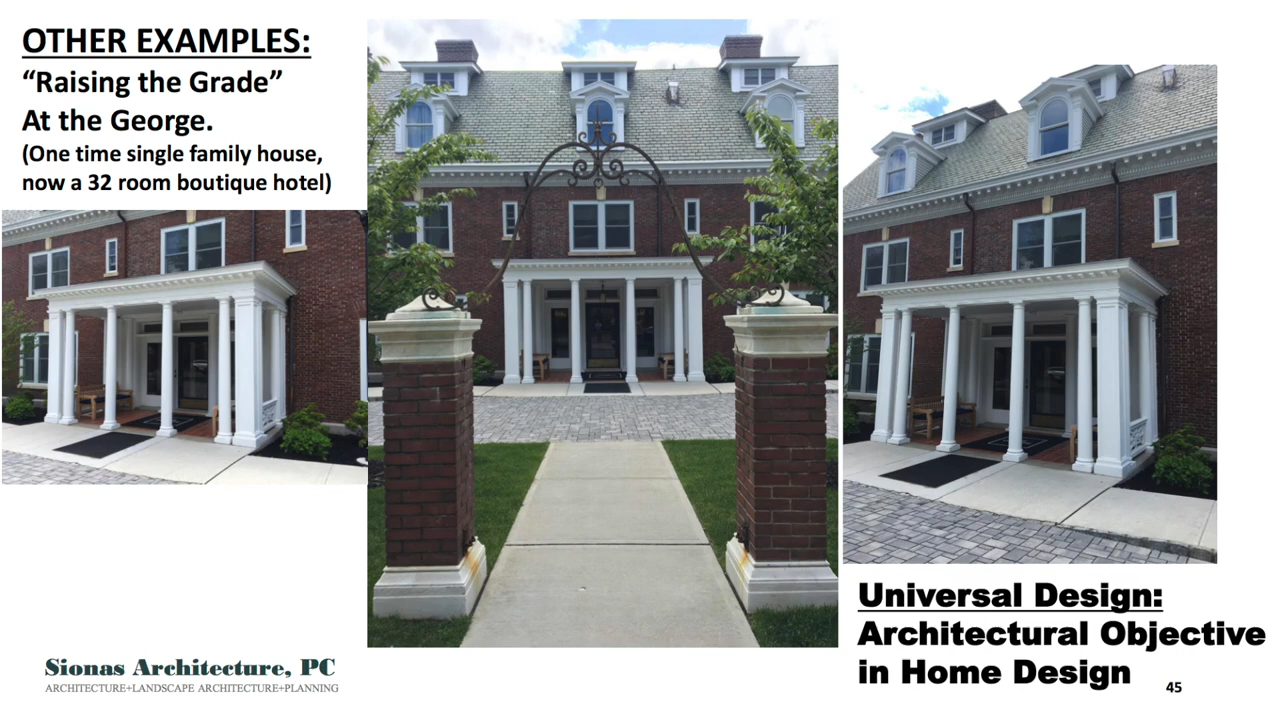 OTHER EXAMPLES:
“Raising the Grade”
At the George.
(One time single family house,
now a 32 room boutique hotel)
Universal Design:
Architectural Objective
in Home Design
Sionas Architecture, PC
ARCHITECTURE+LANDSCAPE ARCHITECTURE+PLANNING
45